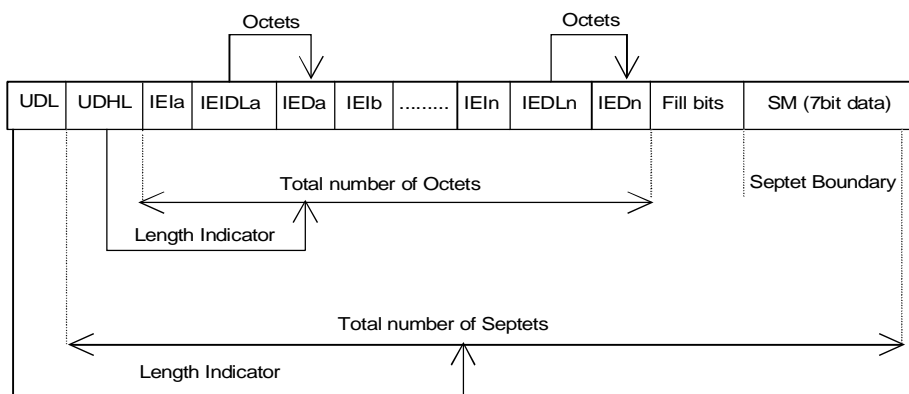 Octets Octets
UDL UDHL IEIa IEIDLa IEDa IEIb ......... IEIn IEDLn IEDn Fill bits SM (7bit data)
Total number of Octets Septet Boundary
Length Indicator
Total number of Septets
Length Indicator